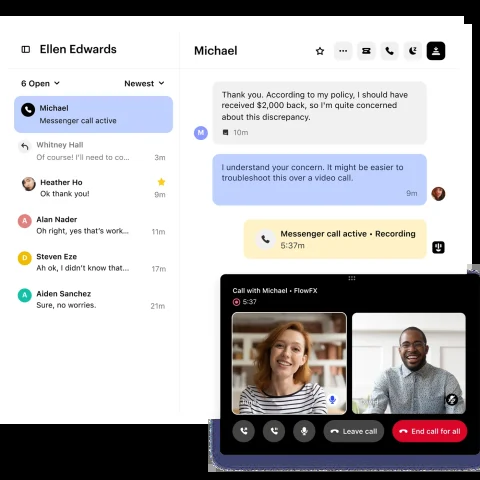 Ellen Edwards
6 Open
Newest
Michael
Messenger call active
Whitney Hall
Of course! I'll need to co...
3m
Heather Ho
Ok thank you!
9m
A
Alan Nader
Oh right, yes that's work...
11m
D
Steven Eze
Ah ok, I didn't know that...
17m
A
Aiden Sanchez
Sure, no worries.
21m
Michael
Thank you. According to my policy, I should have
received $2,000 back, so I'm quite concerned
about this discrepancy.
10m
M
I understand your concern. It might be easier to
troubleshoot this over a video call.
9m
Messenger call active • Recording
5:37m
Call with Michael • FlowFX
5:37
Leave call
End call for all